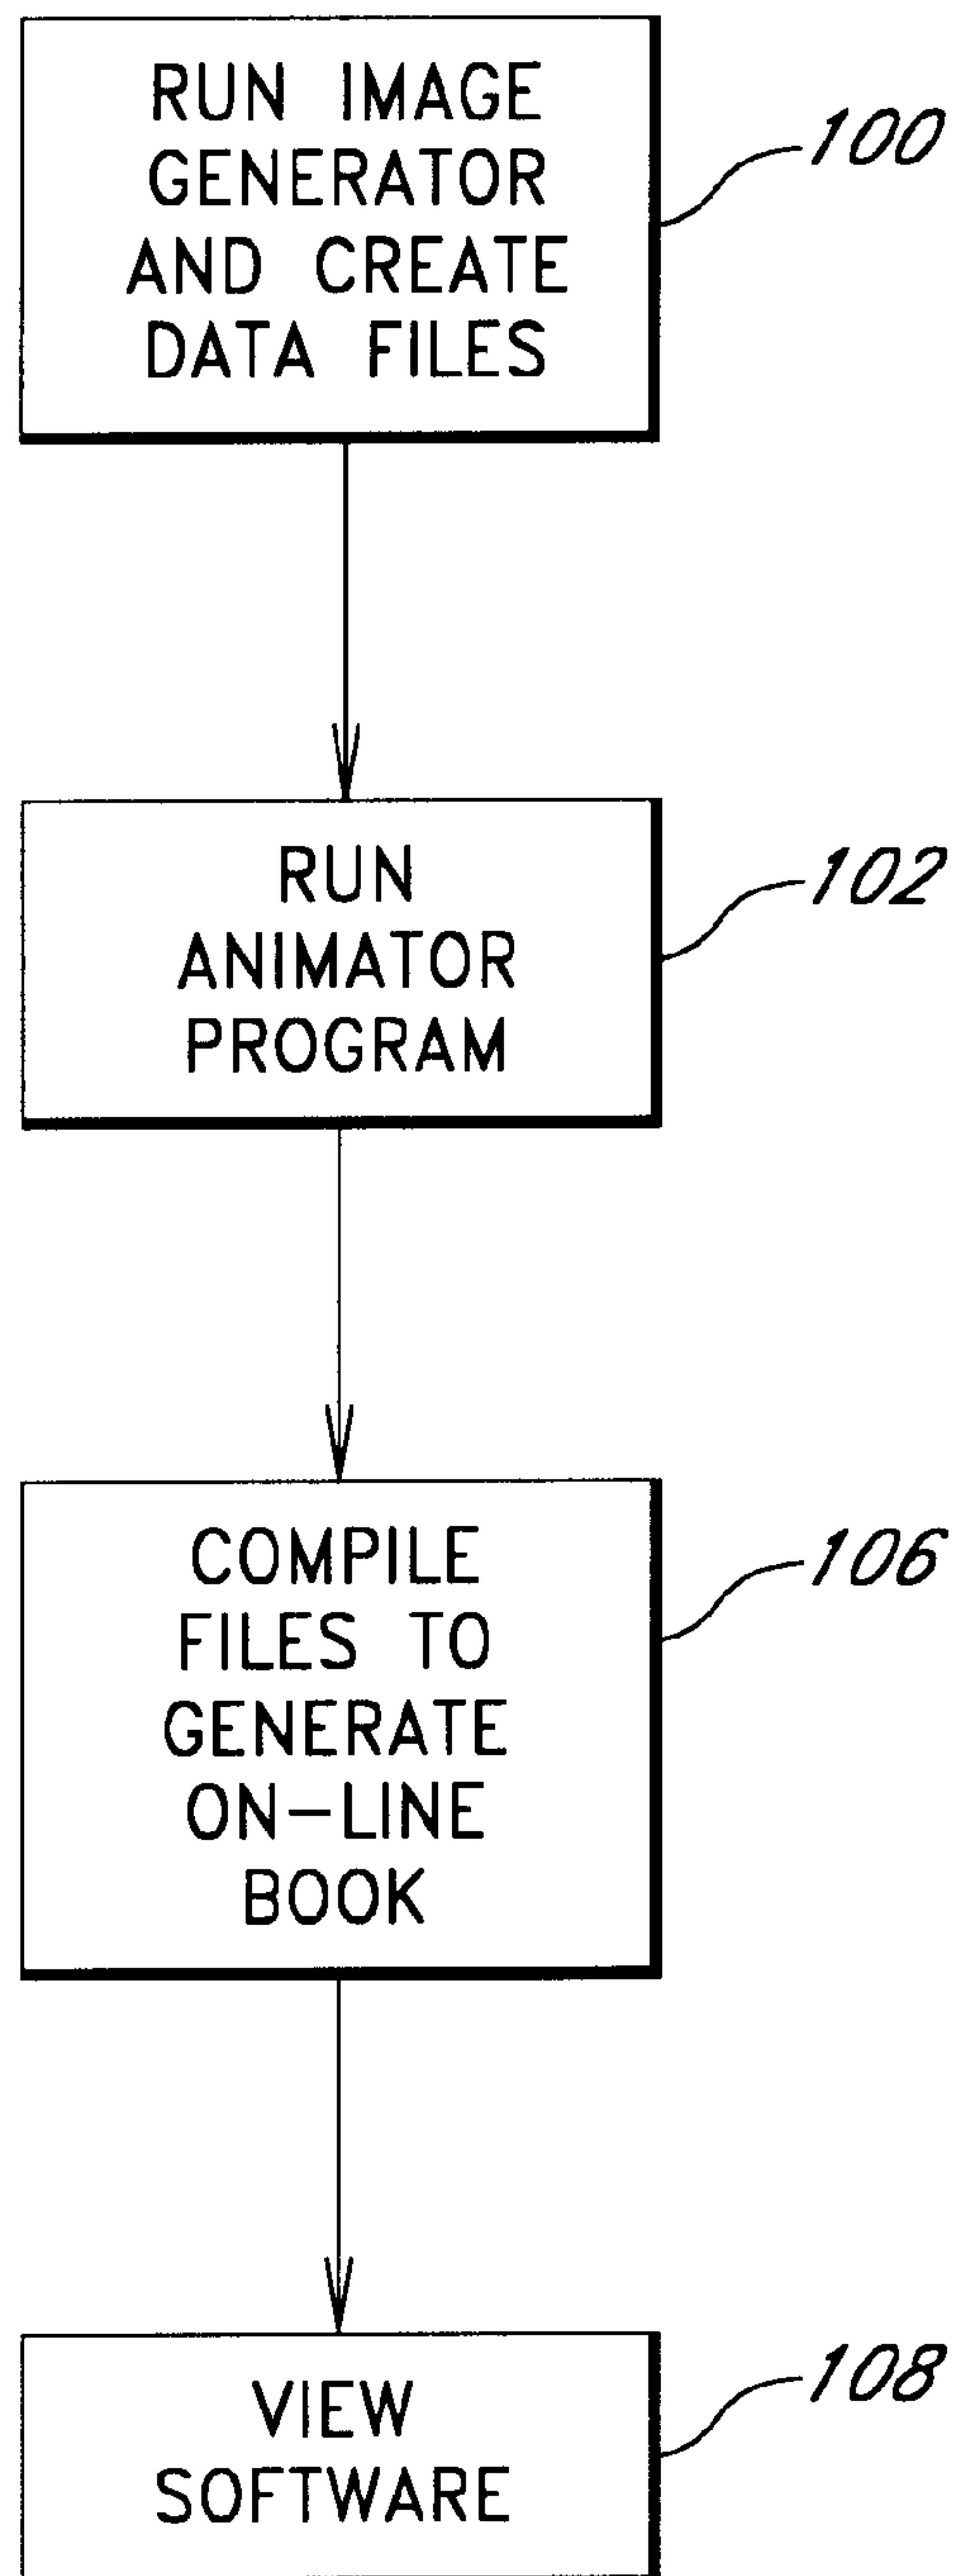 RUN IMAGE
GENERATOR
AND CREATE
DATA FILES
100
RUN
ANIMATOR
PROGRAM
102
COMPILE
FILES TO
GENERATE
ON-LINE
BOOK
106
VIEW
SOFTWARE
108